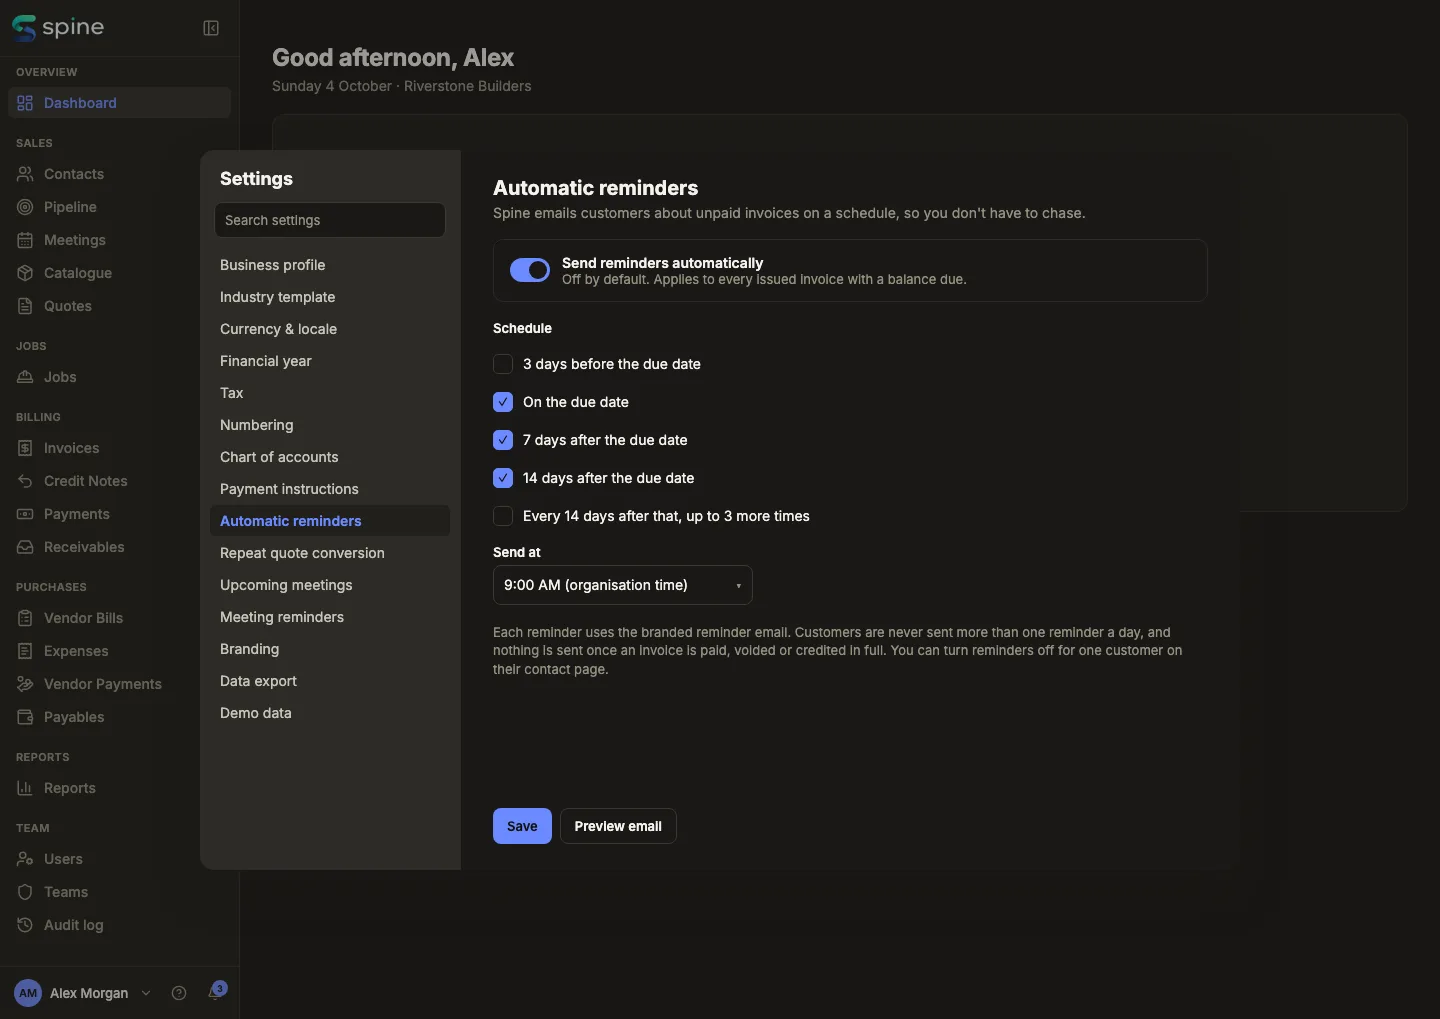 spine
OVERVIEW
Dashboard
SALES
Contacts
Pipeline
Meetings
Catalogue
Quotes
JOBS
Jobs
BILLING
Invoices
Credit Notes
Payments
Receivables
PURCHASES
Vendor Bills
Expenses
Vendor Payments
Payables
REPORTS
Reports
TEAM
Users
Teams
Audit log
AM
Alex Morgan
3
Good afternoon, Alex
Sunday 4 October · Riverstone Builders
Settings
Search settings
Business profile
Industry template
Currency & locale
Financial year
Tax
Numbering
Chart of accounts
Payment instructions
Automatic reminders
Repeat quote conversion
Upcoming meetings
Meeting reminders
Branding
Data export
Demo data
Automatic reminders
Spine emails customers about unpaid invoices on a schedule, so you don't have to chase.
Send reminders automatically
Off by default. Applies to every issued invoice with a balance due.
Schedule
3 days before the due date
On the due date
7 days after the due date
14 days after the due date
Every 14 days after that, up to 3 more times
Send at
9:00 AM (organisation time)
Each reminder uses the branded reminder email. Customers are never sent more than one reminder a day, and
nothing is sent once an invoice is paid, voided or credited in full. You can turn reminders off for one customer on
their contact page.
Save
Preview email